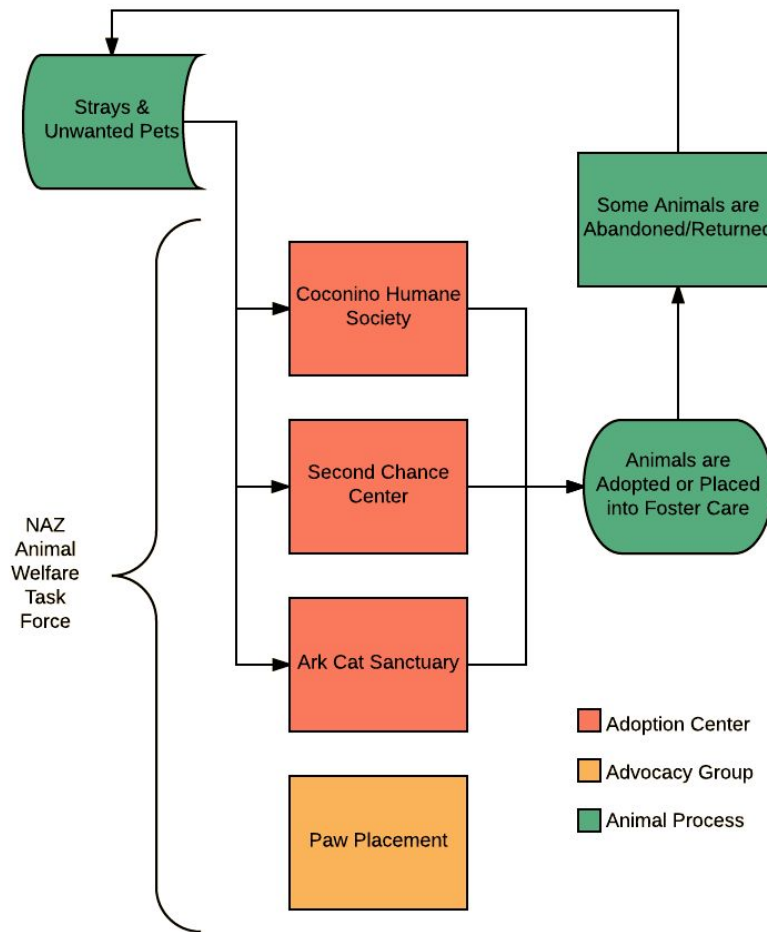 Strays &
Unwanted Pets
Some Animals are
Abandoned/Returned
Coconino Humane
Society
Second Chance
Center
Animals are
Adopted or Placed
into Foster Care
NAZ
Animal
Welfare
Task
Force
Ark Cat Sanctuary
Adoption Center
Advocacy Group
Animal Process
Paw Placement